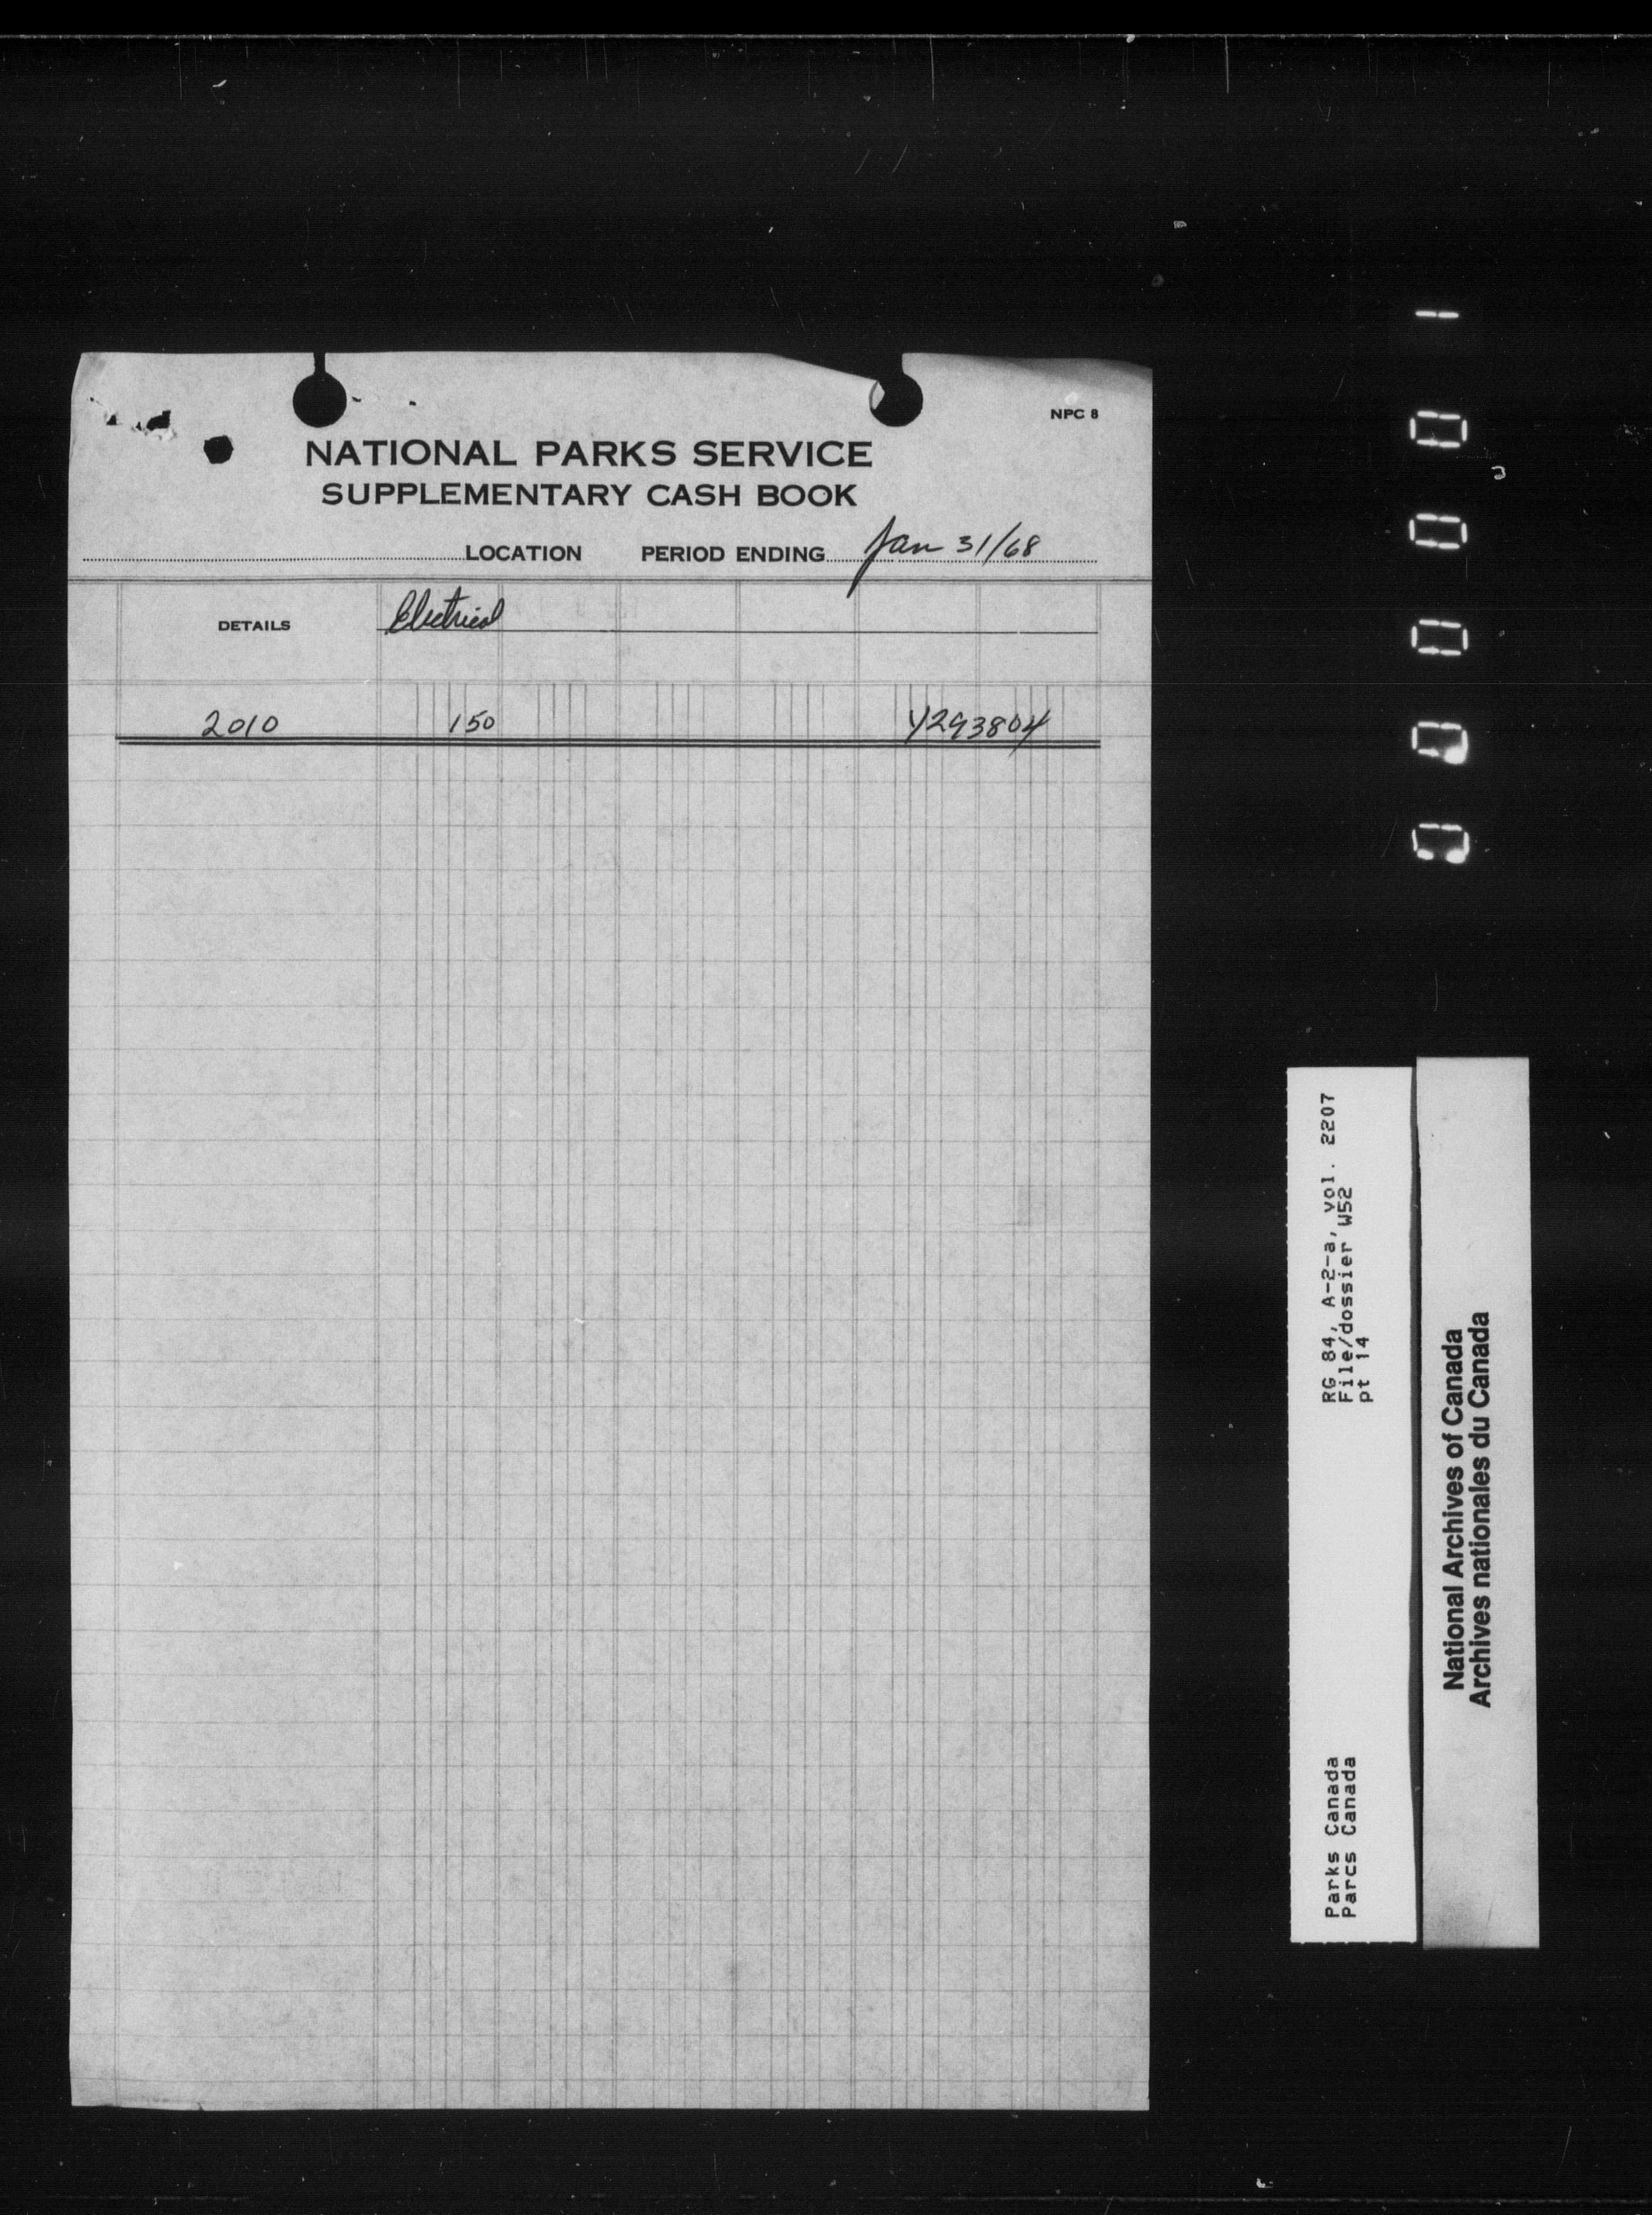 NPC 8
NATIONAL PARKS SERVICE
SUPPLEMENTARY CASH BOOK
LOCATION PERIOD ENDING Jan 31/68
DETAILS Electrical
2010 150 Y293804
RG 84, A-2-a, vol. 2207
File/dossier W52
pt 14
Parks Canada
Parcs Canada
National Archives of Canada
Archives nationales du Canada